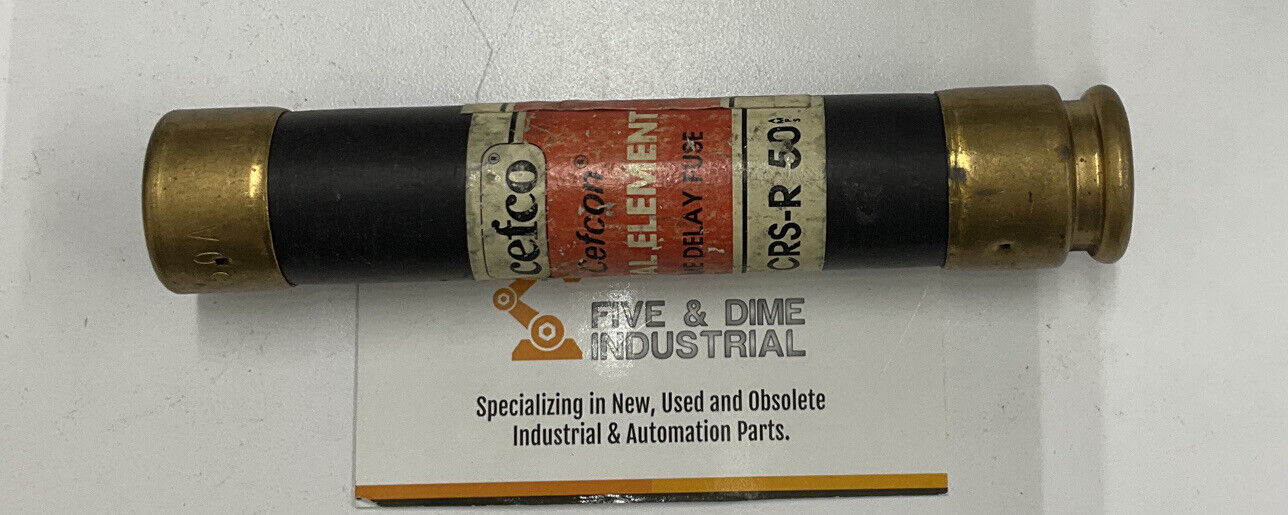 cefco
Cefcon®
AL ELEMENT
E DELAY FUSE
CRS-R 50 AMPS
FIVE & DIME
INDUSTRIAL
Specializing in New, Used and Obsolete
Industrial & Automation Parts.